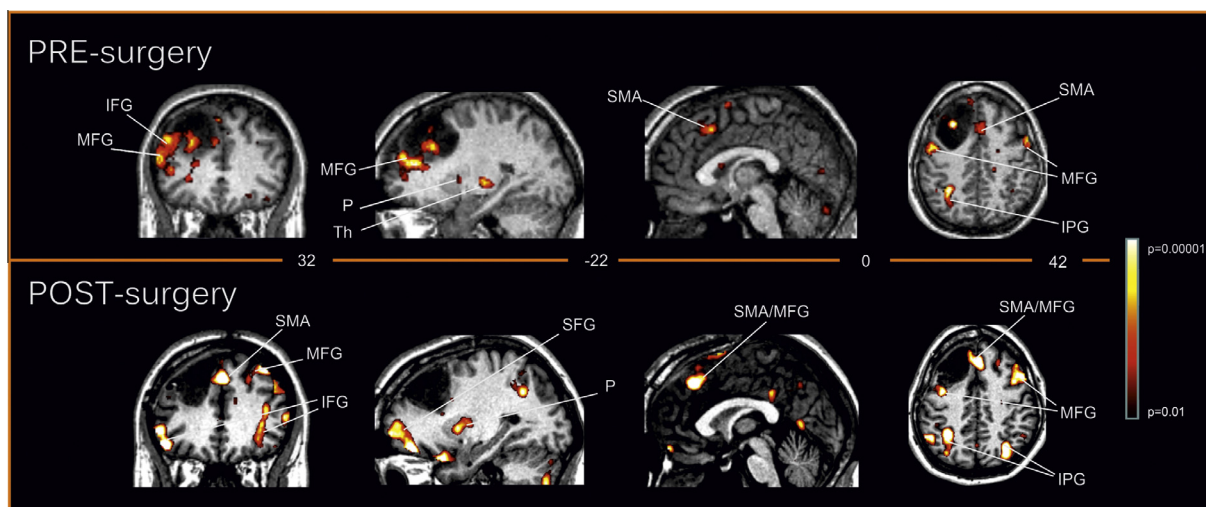 PRE-surgery
IFG
MFG
MFG
P
Th
SMA
SMA
MFG
IPG
32
-22
0
42
p=0.00001
p=0.01
POST-surgery
SMA
MFG
IFG
SFG
P
SMA/MFG
SMA/MFG
MFG
IPG